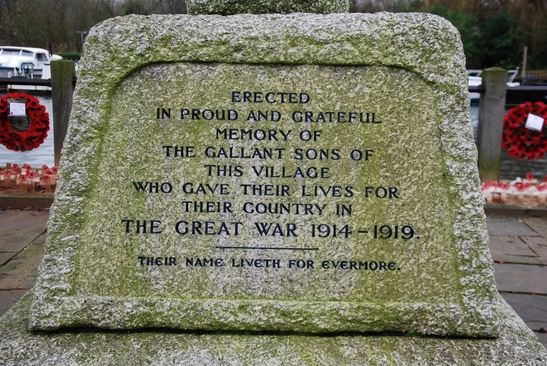 ERECTED
IN PROUD AND GRATEFUL
MEMORY OF
THE GALLANT SONS OF
THIS VILLAGE
WHO GAVE THEIR LIVES FOR
THEIR COUNTRY IN
THE GREAT WAR 1914-1919.
THEIR NAME LIVETH FOR EVERMORE.